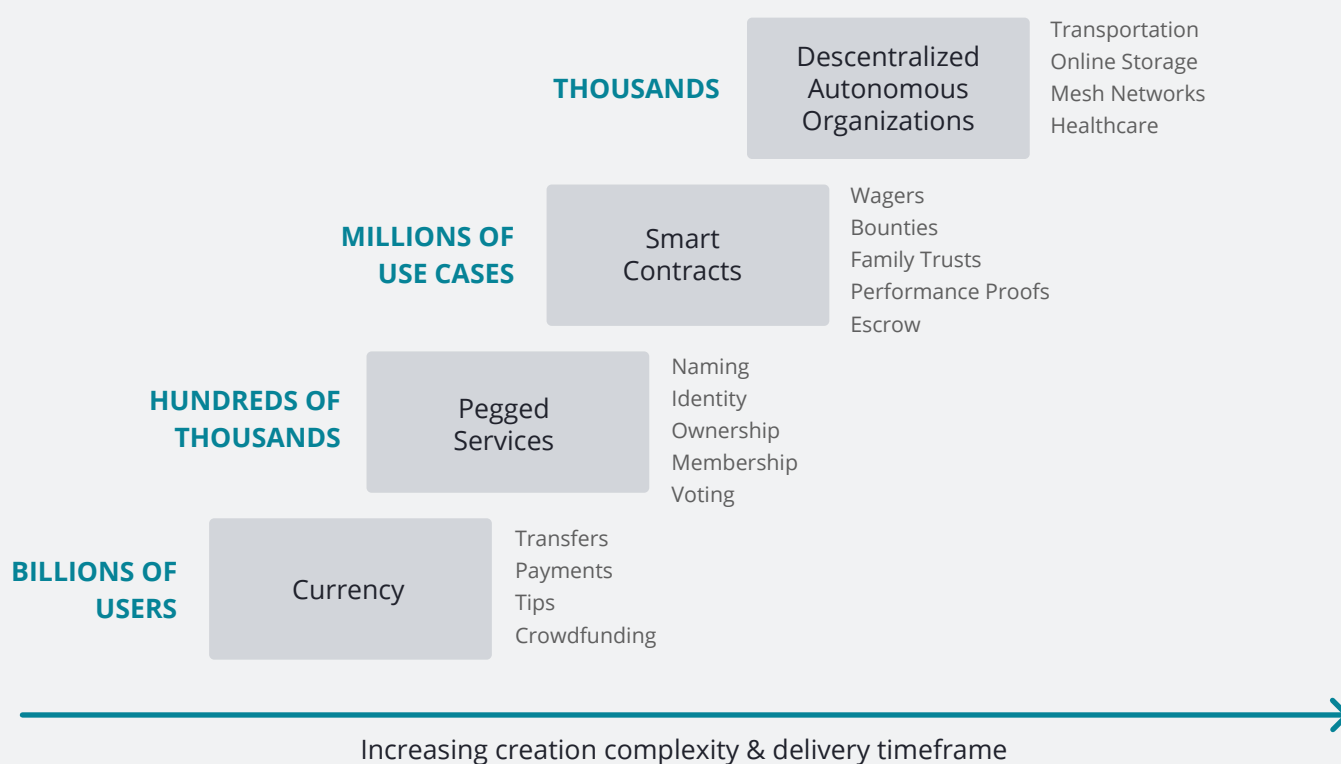 THOUSANDS
Descentralized
Autonomous
Organizations
Transportation
Online Storage
Mesh Networks
Healthcare
MILLIONS OF
USE CASES
Smart
Contracts
Wagers
Bounties
Family Trusts
Performance Proofs
Escrow
HUNDREDS OF
THOUSANDS
Pegged
Services
Naming
Identity
Ownership
Membership
Voting
BILLIONS OF
USERS
Currency
Transfers
Payments
Tips
Crowdfunding
Increasing creation complexity & delivery timeframe